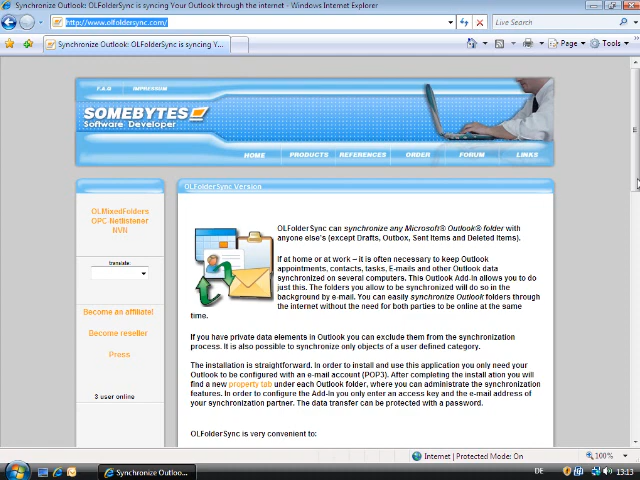 Synchronize Outlook: OLFolderSync is syncing Your Outlook through the internet - Windows Internet Explorer
http://www.olfoldersync.com/
Live Search
Synchronize Outlook: OLFolderSync is syncing Y...
Page
Tools
F.A.Q
IMPRESSUM
SOMEBYTES
Software Developer
HOME
PRODUCTS
REFERENCES
ORDER
FORUM
LINKS
OLFolderSync Version
OLMixedFolders
OPC Netlistener
NVN
translate:
Become an affiliate!
Become reseller
Press
3 user online
OLFolderSync can synchronize any Microsoft® Outlook® folder with
anyone else's (except Drafts, Outbox, Sent Items and Deleted Items).
If at home or at work – it is often necessary to keep Outlook
appointments, contacts, tasks, E-mails and other Outlook data
synchronized on several computers. This Outlook Add-In allows you to do
just this. The folders you allow to be synchronized will do so in the
background by e-mail. You can easily synchronize Outlook folders through
the internet without the need for both parties to be online at the same
time.
If you have private data elements in Outlook you can exclude them from the synchronization
process. It is also possible to synchronize only objects of a user defined category.
The installation is straightforward. In order to install and use this application you only need your
Outlook to be configured with an e-mail account (POP3). After completing the install ation you will
find a new property tab under each Outlook folder, where you can administrate the synchronization
features. In order to configure the Add-In you only enter an access key and the e-mail address of
your synchronization partner. The data transfer can be protected with a password.
OLFolderSync is very convenient to:
Internet | Protected Mode: On
100%
Synchronize Outloo...
DE
13:13